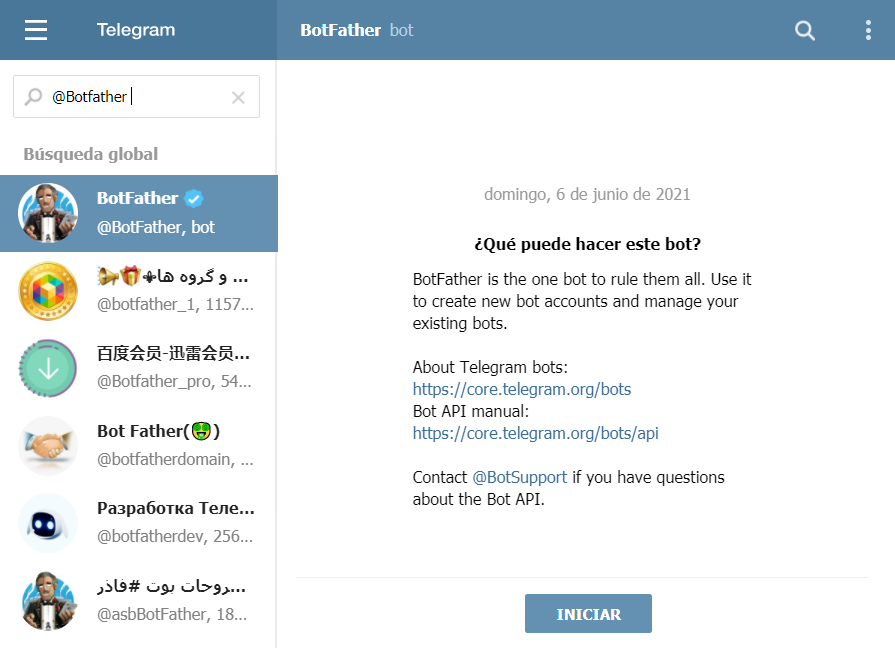 Telegram
BotFather bot
@Botfather
Búsqueda global
BotFather
@BotFather, bot
و گروه ها...
@botfather_1, 1157...
百度会员-迅雷会员...
@Botfather_pro, 54...
Bot Father(🤑)
@botfatherdomain, ...
Разработка Теле...
@botfatherdev, 256...
ـروحات بوت #فاذر...
@asbBotFather, 18...
domingo, 6 de junio de 2021
¿Qué puede hacer este bot?
BotFather is the one bot to rule them all. Use it
to create new bot accounts and manage your
existing bots.
About Telegram bots:
https://core.telegram.org/bots
Bot API manual:
https://core.telegram.org/bots/api
Contact @BotSupport if you have questions
about the Bot API.
INICIAR